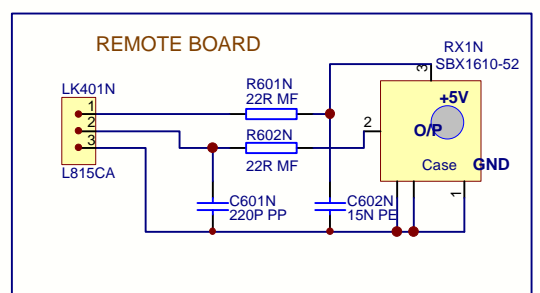 REMOTE BOARD
RX1N
SBX1610-52
LK401N
R601N
22R MF
3
1
+5V
2
2
O/P
R602N
3
22R MF
Case
GND
L815CA
1
C601N
220P PP
C602N
15N PE